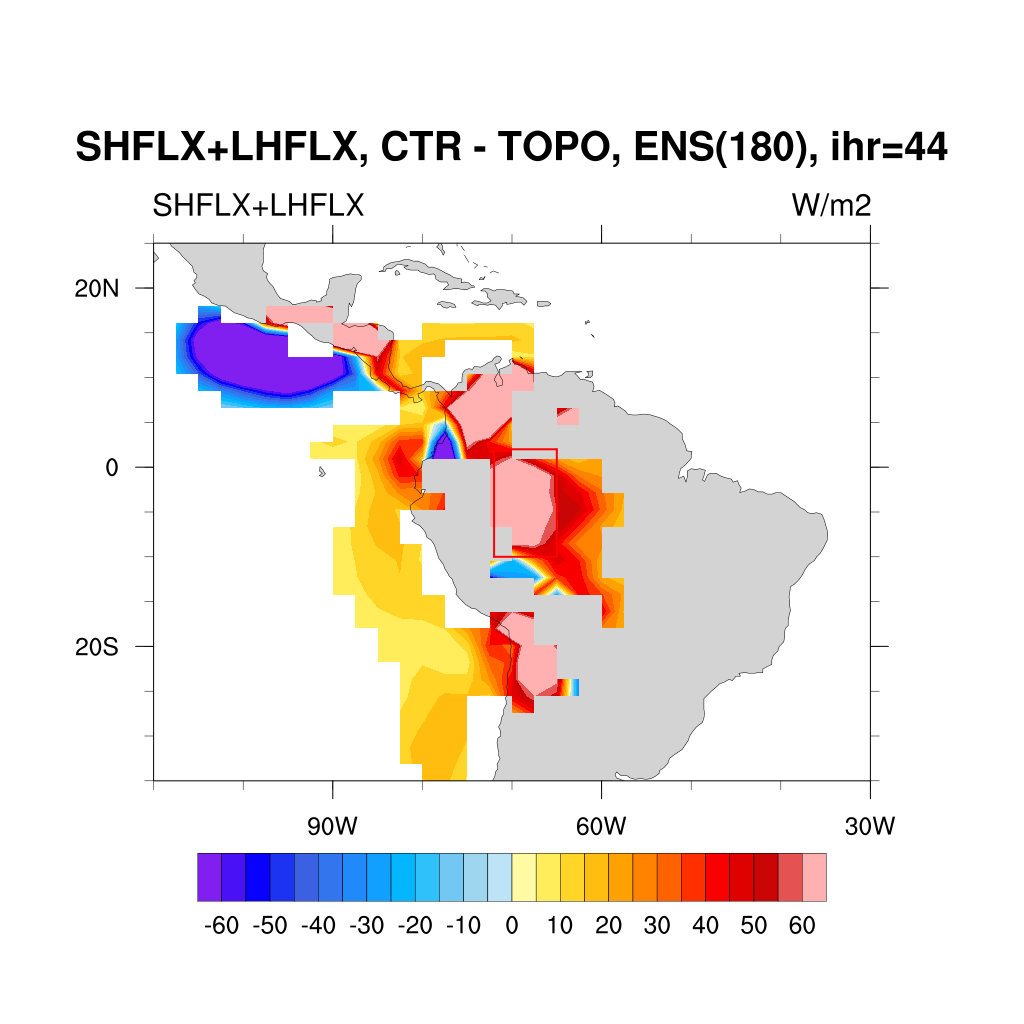 SHFLX+LHFLX, CTR - TOPO, ENS(180), ihr=44
SHFLX+LHFLX W/m2
20N
0
20S
90W 60W 30W
-60 -50 -40 -30 -20 -10 0 10 20 30 40 50 60